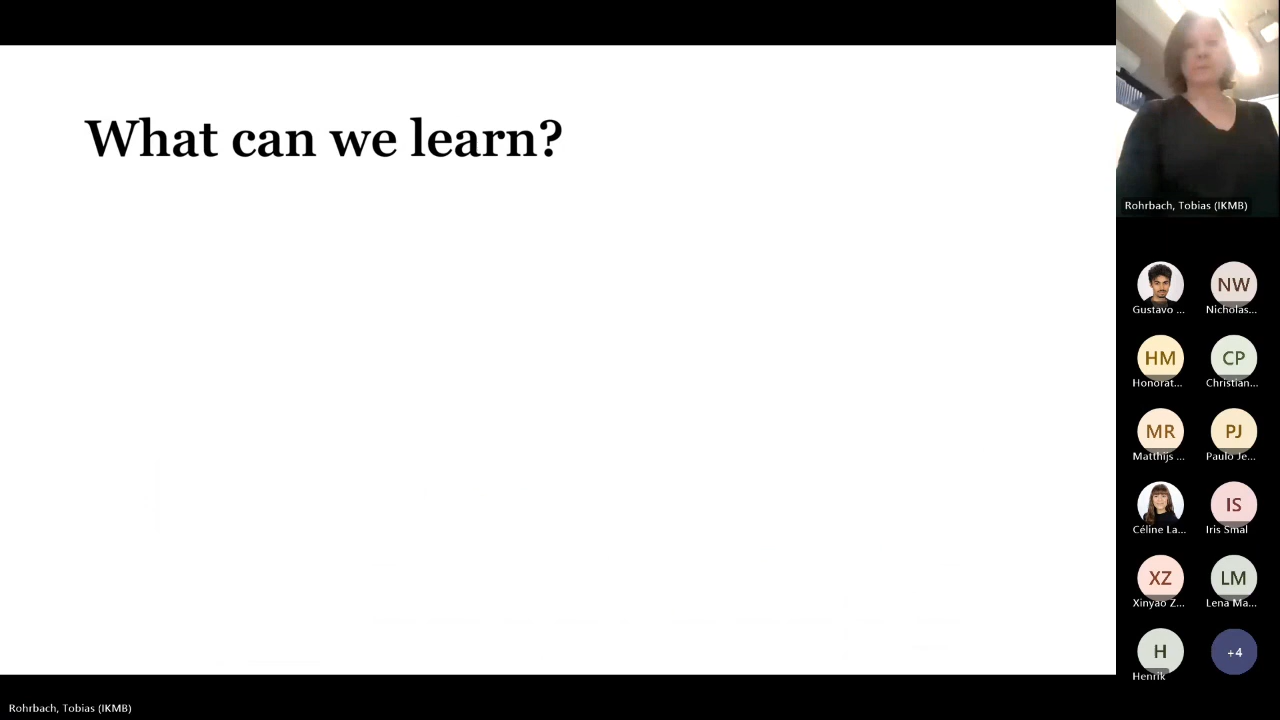 What can we learn?
Rohrbach, Tobias (IKMB)
Gustavo ...
NW
Nicholas...
HM
Honorat...
CP
Christian...
MR
Matthijs ...
PJ
Paulo Je...
Céline La...
IS
Iris Smal
XZ
Xinyao Z...
LM
Lena Ma...
H
Henrik
+4
Rohrbach, Tobias (IKMB)